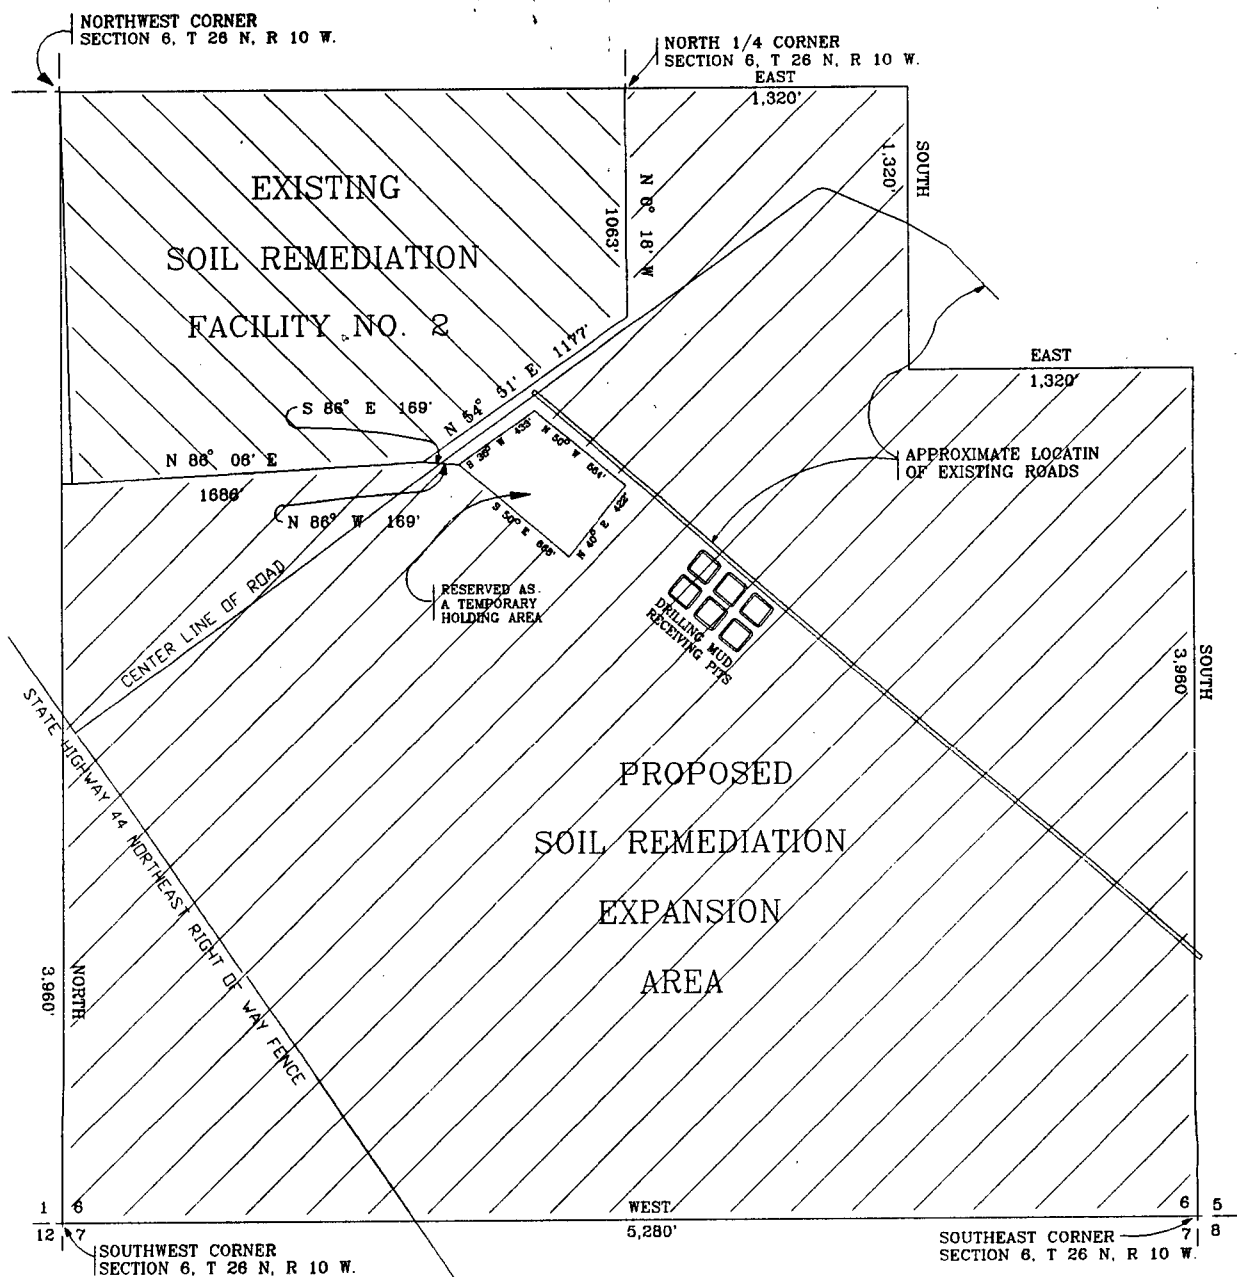 NORTHWEST CORNER
SECTION 6, T 26 N, R 10 W.
NORTH 1/4 CORNER
SECTION 6, T 26 N, R 10 W.
EAST
1,320'
SOUTH
1,320'
EXISTING
SOIL REMEDIATION
FACILITY NO. 2
N 0° 18' W
1063'
N 54° 51' E 1177'
EAST
1,320'
S 86° E 169'
N 86° 06' E
1686'
N 86° W 169'
S 38° W 433'
N 50° W 664'
S 50° E 668'
N 40° E 422'
APPROXIMATE LOCATIN
OF EXISTING ROADS
RESERVED AS
A TEMPORARY
HOLDING AREA
CENTER LINE OF ROAD
DRILLING MUD
RECEIVING PITS
SOUTH
3,960'
STATE HIGHWAY 44 NORTHEAST RIGHT OF WAY FENCE
PROPOSED
SOIL REMEDIATION
EXPANSION
AREA
NORTH
3,960'
1 6
12 7
WEST
5,280'
6 5
7 8
SOUTHWEST CORNER
SECTION 6, T 26 N, R 10 W.
SOUTHEAST CORNER
SECTION 6, T 26 N, R 10 W.